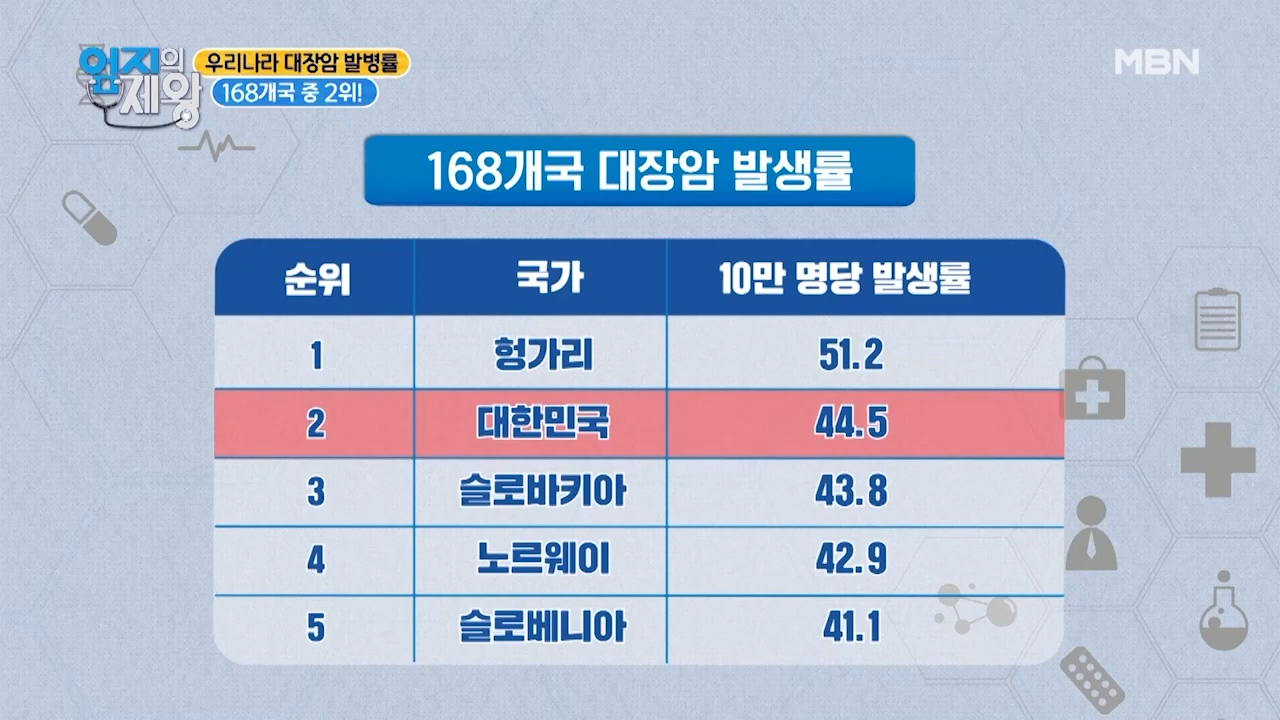 엄지의 제왕
우리나라 대장암 발병률
168개국 중 2위!
MBN
168개국 대장암 발생률
순위 국가 10만 명당 발생률
1 헝가리 51.2
2 대한민국 44.5
3 슬로바키아 43.8
4 노르웨이 42.9
5 슬로베니아 41.1